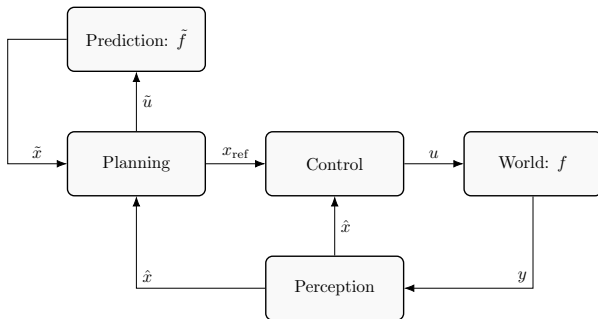 Prediction: f̃
ũ
x̃
Planning
x_ref
Control
u
World: f
x̂
x̂
y
Perception